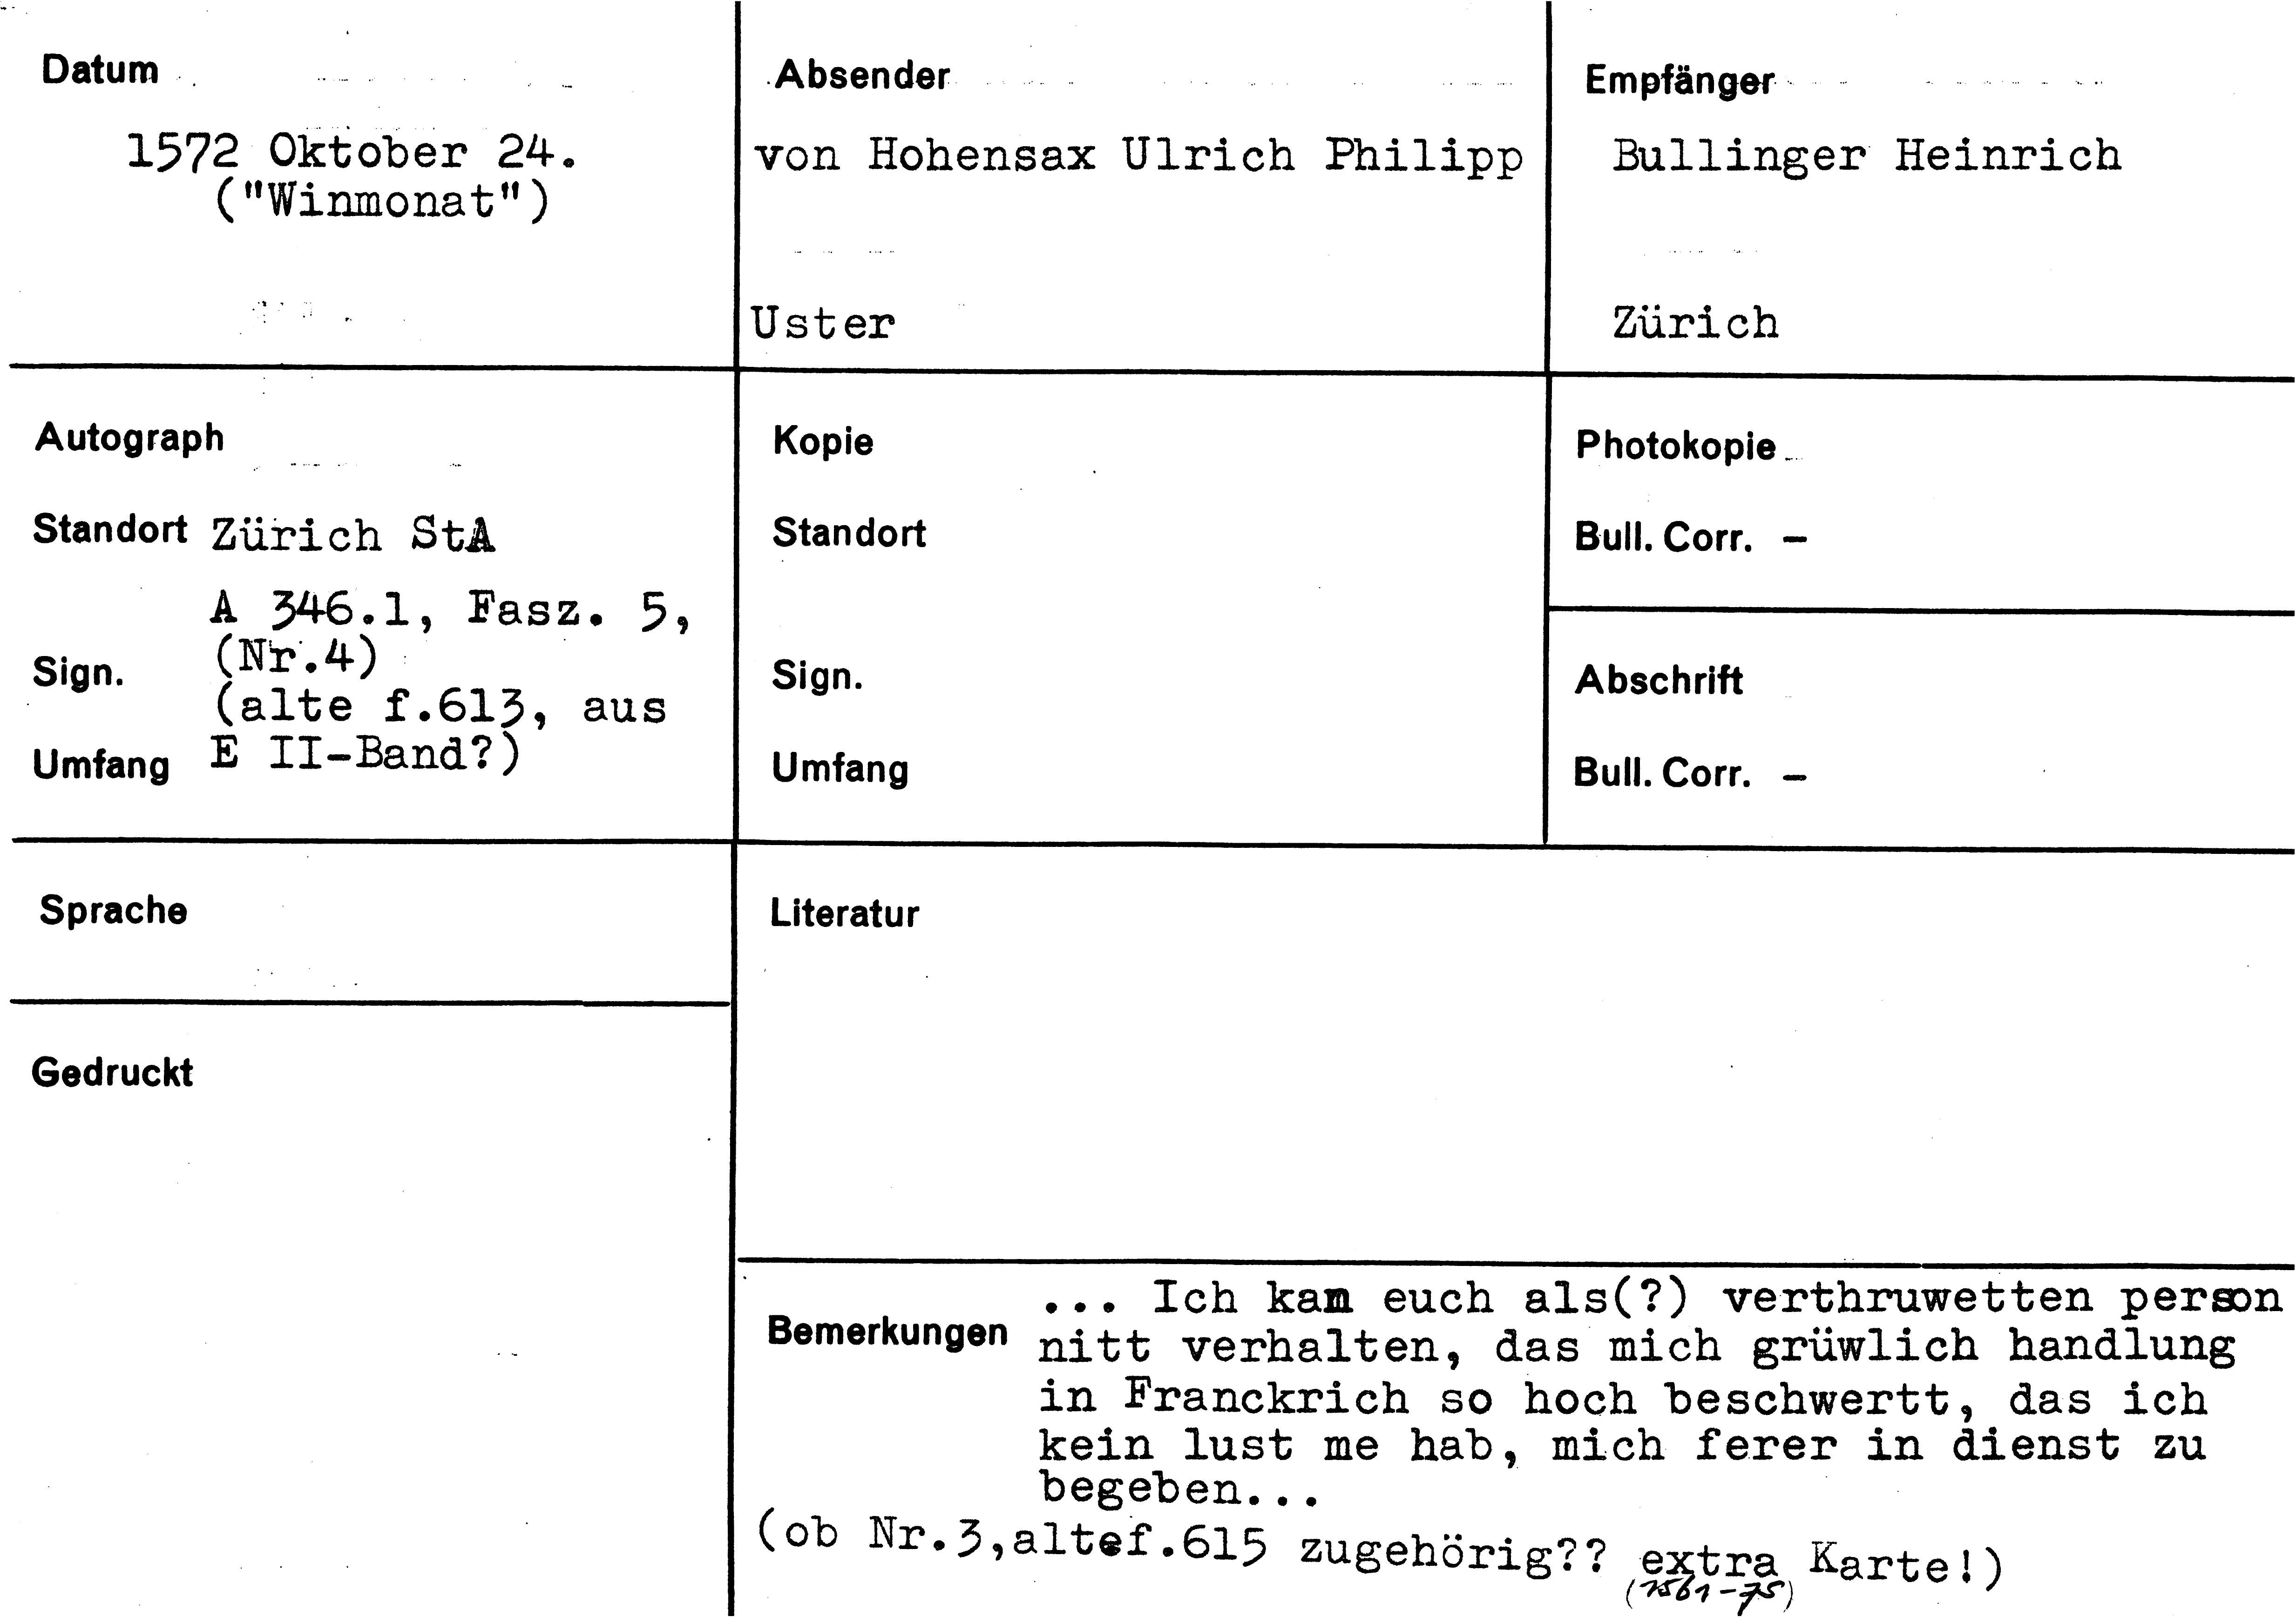 Datum
1572 Oktober 24.
("Winmonat")
Absender
von Hohensax Ulrich Philipp
Uster
Empfänger
Bullinger Heinrich
Zürich
Autograph
Standort Zürich StA
A 346.1, Fasz. 5,
(Nr.4)
Sign.
(alte f.613, aus
E II-Band?)
Umfang
Kopie
Standort
Sign.
Umfang
Photokopie
Bull. Corr. –
Abschrift
Bull. Corr. –
Sprache
Gedruckt
Literatur
Bemerkungen
... Ich kan euch als(?) verthruwetten person
nitt verhalten, das mich grüwlich handlung
in Franckrich so hoch beschwertt, das ich
kein lust me hab, mich ferer in dienst zu
begeben...
(ob Nr.3,altef.615 zugehörig?? extra Karte!)
(1561-75)